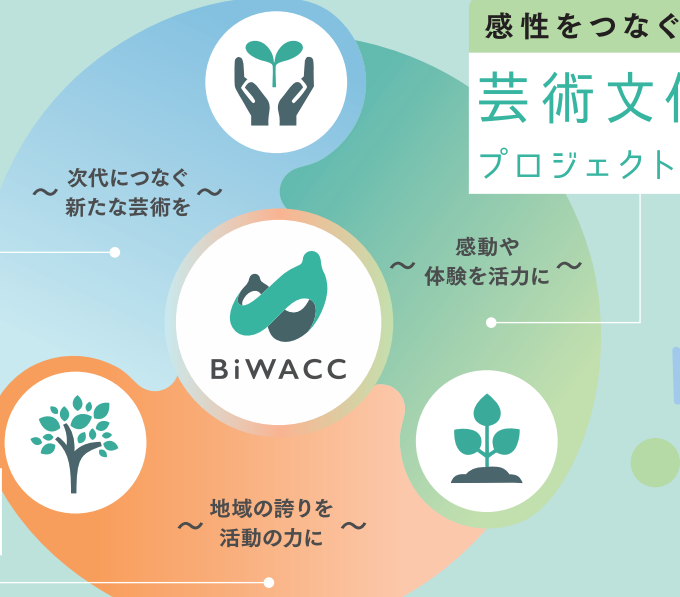 感性をつなぐ
芸術文化
プロジェクト
～ 次代につなぐ ～
新たな芸術を
～ 感動や ～
体験を活力に
BiWACC
～ 地域の誇りを ～
活動の力に